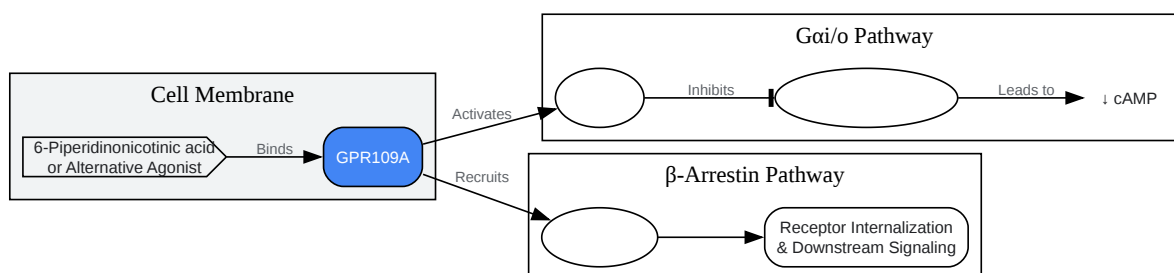 Gαi/o Pathway
Cell Membrane
6-Piperidinonicotinic acid
or Alternative Agonist
Binds
GPR109A
Activates
Inhibits
Leads to
↓ cAMP
Recruits
β-Arrestin Pathway
Receptor Internalization
& Downstream Signaling